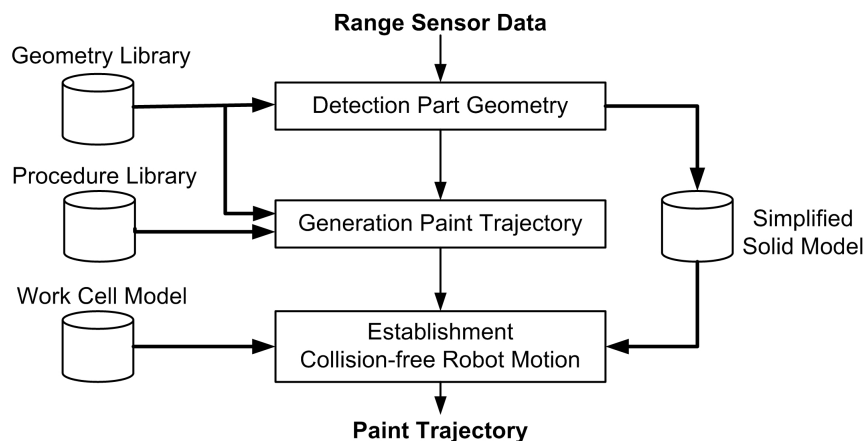 Range Sensor Data
Geometry Library
Detection Part Geometry
Procedure Library
Generation Paint Trajectory
Simplified
Solid Model
Work Cell Model
Establishment
Collision-free Robot Motion
Paint Trajectory